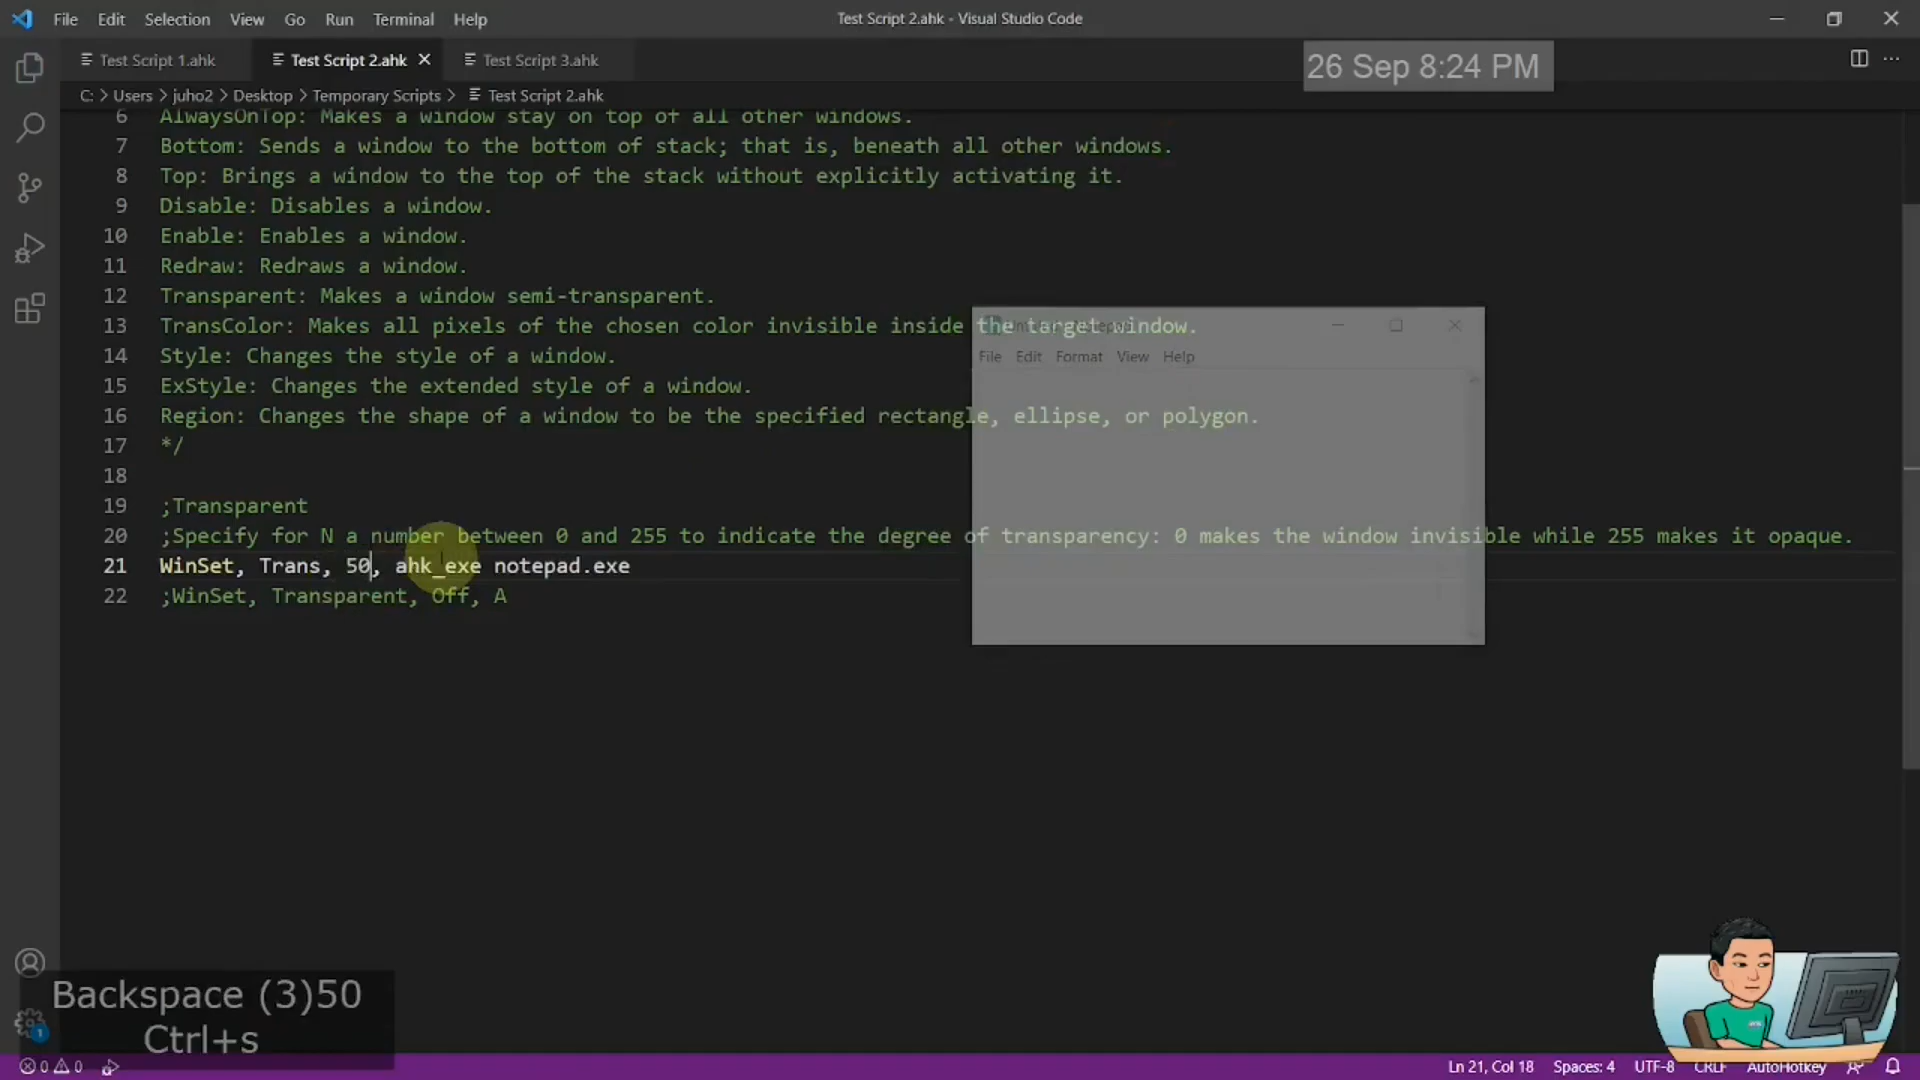 File Edit Selection View Go Run Terminal Help
Test Script 2.ahk - Visual Studio Code
Test Script 1.ahk
Test Script 2.ahk
Test Script 3.ahk
26 Sep 8:24 PM
C: > Users > juho2 > Desktop > Temporary Scripts > Test Script 2.ahk
6 AlwaysOnTop: Makes a window stay on top of all other windows.
7 Bottom: Sends a window to the bottom of stack; that is, beneath all other windows.
8 Top: Brings a window to the top of the stack without explicitly activating it.
9 Disable: Disables a window.
10 Enable: Enables a window.
11 Redraw: Redraws a window.
12 Transparent: Makes a window semi-transparent.
13 TransColor: Makes all pixels of the chosen color invisible inside the target window.
14 Style: Changes the style of a window.
File Edit Format View Help
15 ExStyle: Changes the extended style of a window.
16 Region: Changes the shape of a window to be the specified rectangle, ellipse, or polygon.
17 */
18
19 ;Transparent
20 ;Specify for N a number between 0 and 255 to indicate the degree of transparency: 0 makes the window invisible while 255 makes it opaque.
21 WinSet, Trans, 50, ahk_exe notepad.exe
22 ;WinSet, Transparent, Off, A
Backspace (3)50
Ctrl+s
1
0 0
Ln 21, Col 18 Spaces: 4 UTF-8 CRLF AutoHotkey